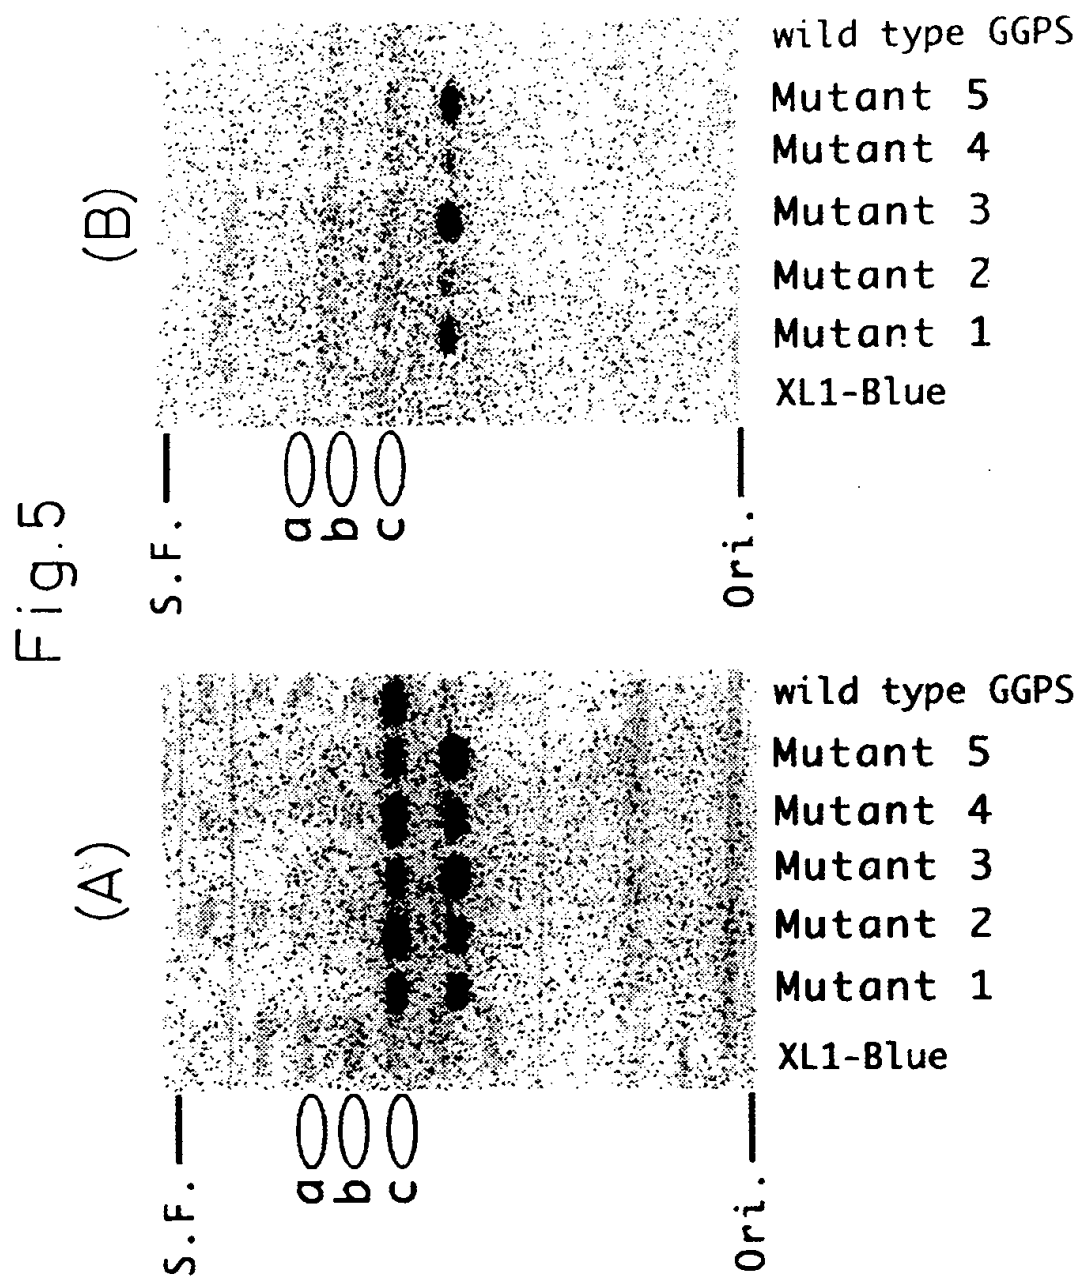 Fig.5
(A)
S.F.
a
b
c
Ori.
XL1-Blue
Mutant 1
Mutant 2
Mutant 3
Mutant 4
Mutant 5
wild type GGPS
(B)
S.F.
a
b
c
Ori.
XL1-Blue
Mutant 1
Mutant 2
Mutant 3
Mutant 4
Mutant 5
wild type GGPS